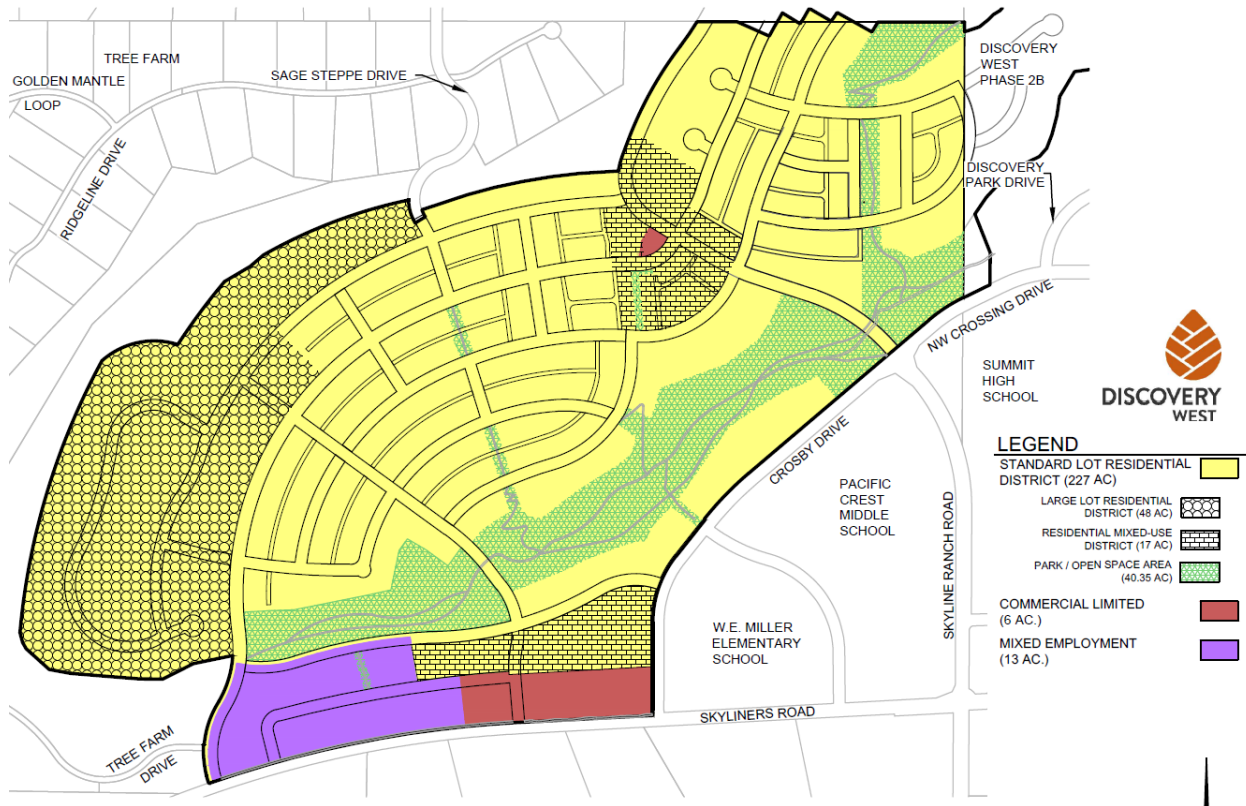 TREE FARM
GOLDEN MANTLE
LOOP
SAGE STEPPE DRIVE
RIDGELINE DRIVE
DISCOVERY
WEST
PHASE 2B
DISCOVERY
PARK DRIVE
NW CROSSING DRIVE
SUMMIT
HIGH
SCHOOL
CROSBY DRIVE
PACIFIC
CREST
MIDDLE
SCHOOL
SKYLINE RANCH ROAD
W.E. MILLER
ELEMENTARY
SCHOOL
SKYLINERS ROAD
TREE FARM
DRIVE
DISCOVERY
WEST
LEGEND
STANDARD LOT RESIDENTIAL
DISTRICT (227 AC)
LARGE LOT RESIDENTIAL
DISTRICT (48 AC)
RESIDENTIAL MIXED-USE
DISTRICT (17 AC)
PARK / OPEN SPACE AREA
(40.35 AC)
COMMERCIAL LIMITED
(6 AC.)
MIXED EMPLOYMENT
(13 AC.)